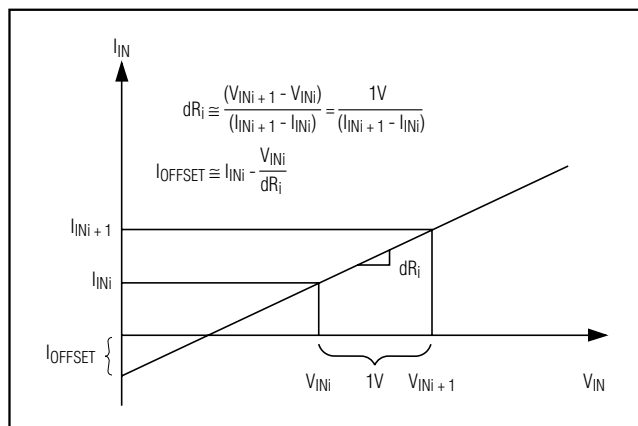 I_IN
dR_i ≅ (V_INi + 1 - V_INi) / (I_INi + 1 - I_INi) = 1V / (I_INi + 1 - I_INi)
I_OFFSET ≅ I_INi - V_INi / dR_i
I_INi + 1
I_INi
dR_i
I_OFFSET
V_INi 1V V_INi + 1 V_IN